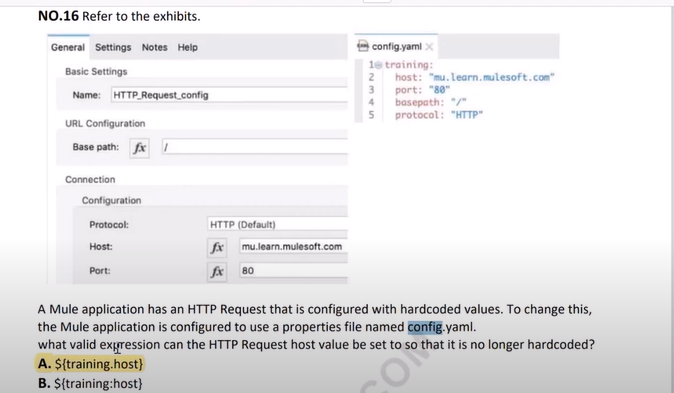 NO.16 Refer to the exhibits.
General Settings Notes Help
Basic Settings
Name: HTTP_Request_config
URL Configuration
Base path: fx /
Connection
Configuration
Protocol: HTTP (Default)
Host: fx mu.learn.mulesoft.com
Port: fx 80
config.yaml
1 training:
2 host: "mu.learn.mulesoft.com"
3 port: "80"
4 basepath: "/"
5 protocol: "HTTP"
A Mule application has an HTTP Request that is configured with hardcoded values. To change this,
the Mule application is configured to use a properties file named config.yaml.
what valid expression can the HTTP Request host value be set to so that it is no longer hardcoded?
A. ${training.host}
B. ${training:host}
COM